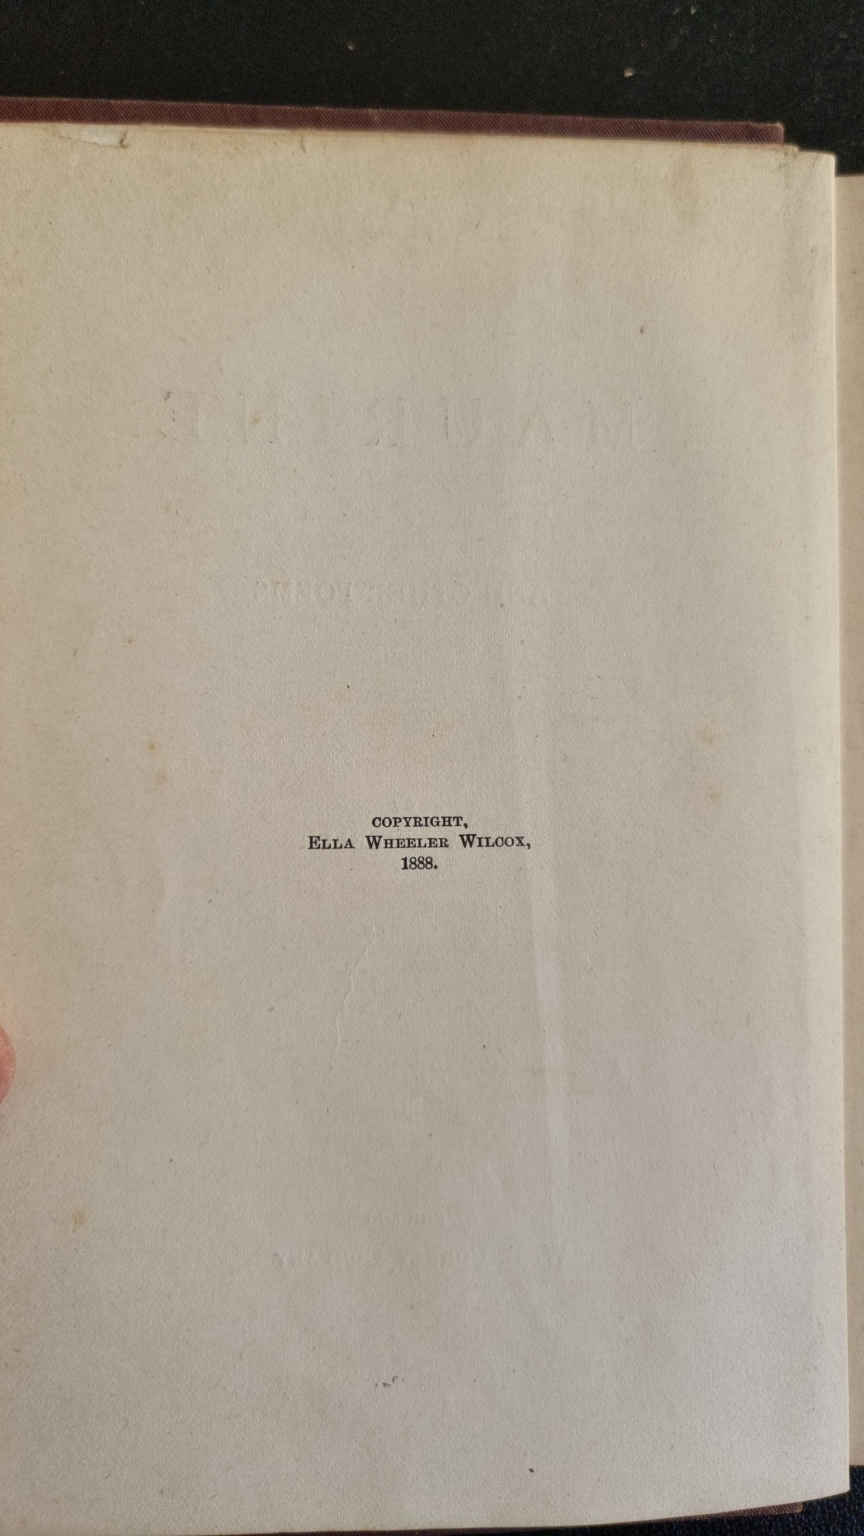 COPYRIGHT,
ELLA WHEELER WILCOX,
1888.